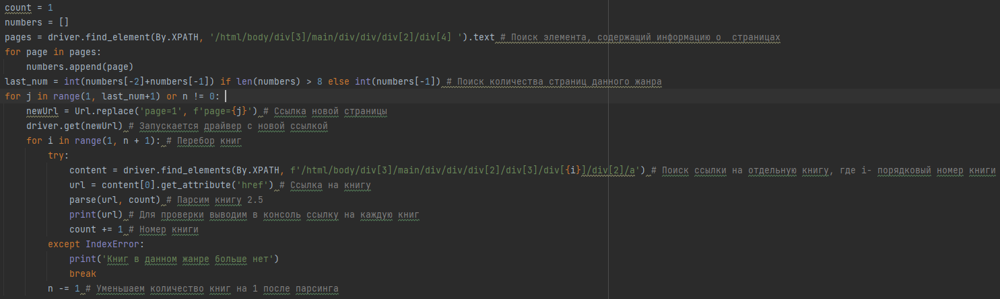 count = 1
numbers = []
pages = driver.find_element(By.XPATH, '/html/body/div[3]/main/div/div/div[2]/div[4] ').text # Поиск элемента, содержащий информацию о  страницах
for page in pages:
    numbers.append(page)
last_num = int(numbers[-2]+numbers[-1]) if len(numbers) > 8 else int(numbers[-1]) # Поиск количества страниц данного жанра
for j in range(1, last_num+1) or n != 0:
    newUrl = Url.replace('page=1', f'page={j}') # Ссылка новой страницы
    driver.get(newUrl) # Запускается драйвер с новой ссылкой
    for i in range(1, n + 1): # Перебор книг
        try:
            content = driver.find_elements(By.XPATH, f'/html/body/div[3]/main/div/div/div[2]/div[3]/div[{i}]/div[2]/a') # Поиск ссылки на отдельную книгу, где i- порядковый номер книги
            url = content[0].get_attribute('href') # Ссылка на книгу
            parse(url, count) # Парсим книгу 2.5
            print(url) # Для проверки выводим в консоль ссылку на каждую книг
            count += 1 # Номер книги
        except IndexError:
            print('Книг в данном жанре больше нет')
            break
        n -= 1 # Уменьшаем количество книг на 1 после парсинга